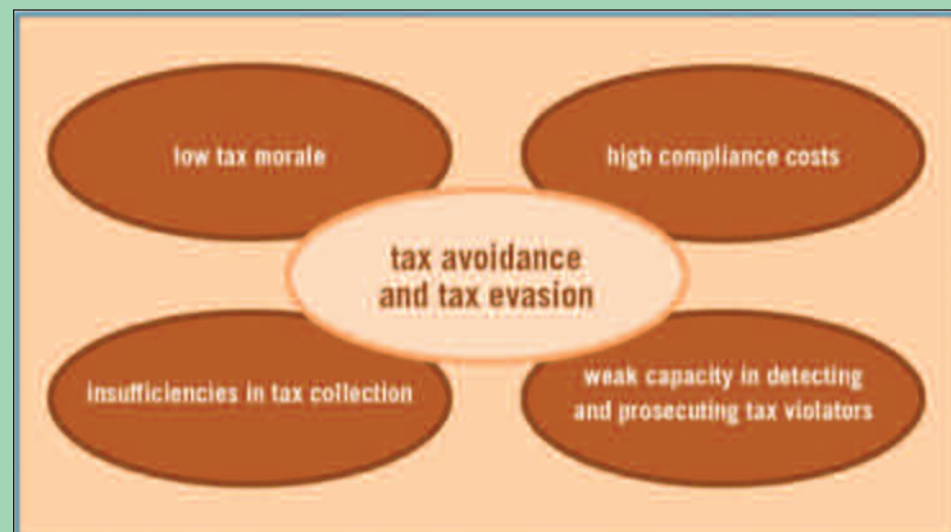 low tax morale
high compliance costs
tax avoidance
and tax evasion
insufficiencies in tax collection
weak capacity in detecting
and prosecuting tax violators